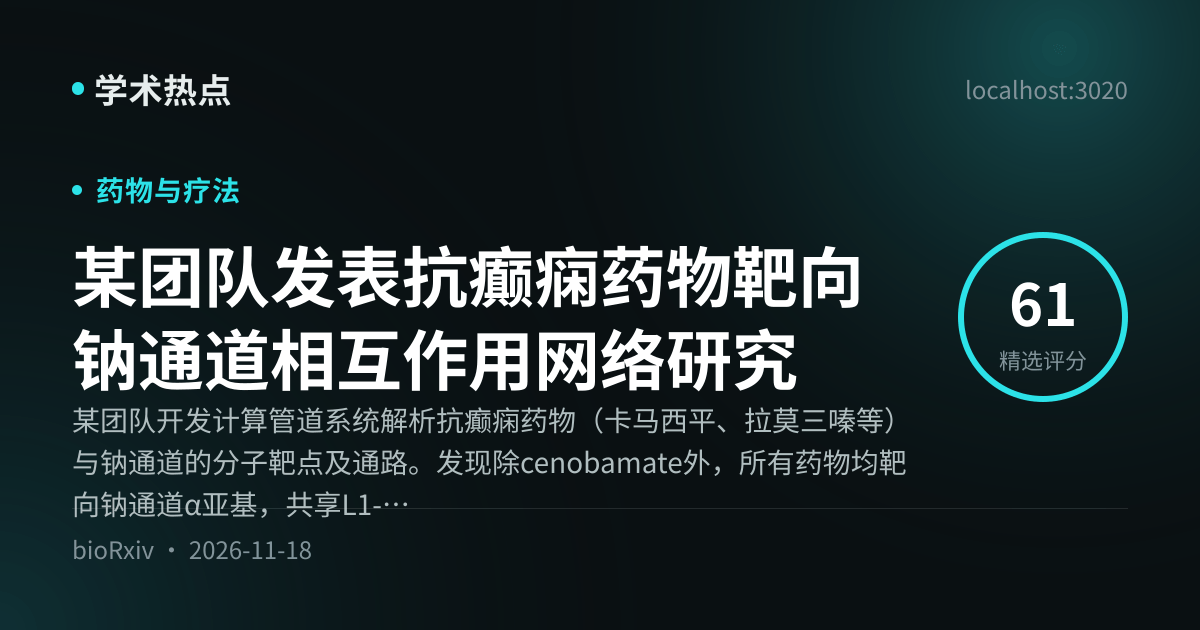 学术热点
localhost:3020
药物与疗法
某团队发表抗癫痫药物靶向
钠通道相互作用网络研究
61
精选评分
某团队开发计算管道系统解析抗癫痫药物（卡马西平、拉莫三嗪等）
与钠通道的分子靶点及通路。发现除cenobamate外，所有药物均靶
向钠通道α亚基，共享L1-…
bioRxiv · 2026-11-18